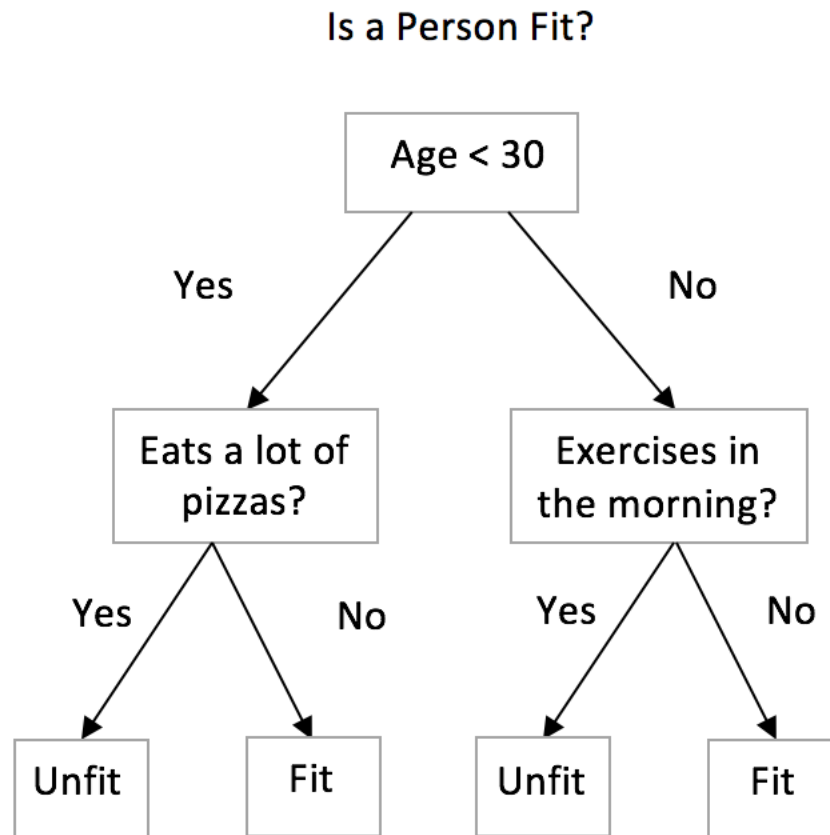 Is a Person Fit?
Age < 30
Yes
No
Eats a lot of
pizzas?
Exercises in
the morning?
Yes
No
Yes
No
Unfit
Fit
Unfit
Fit